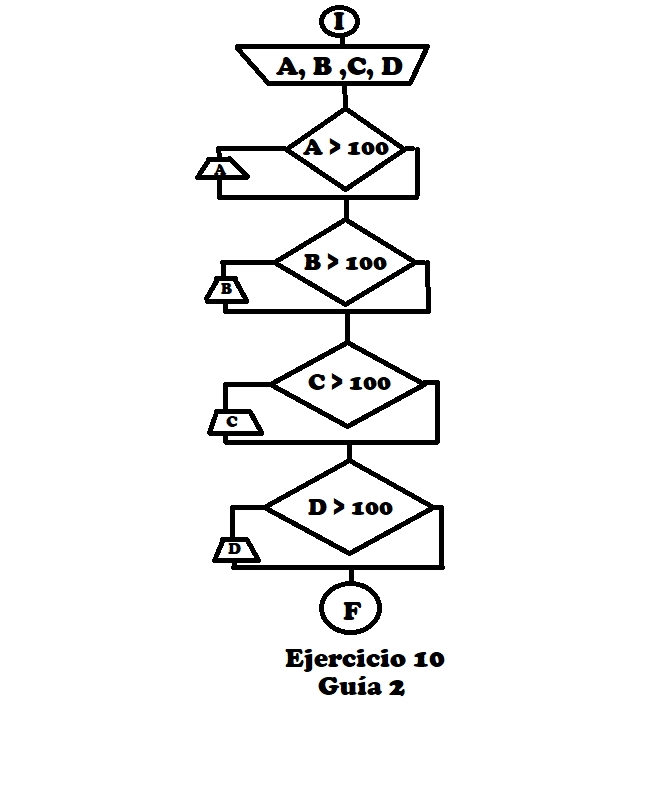 I
A, B ,C, D
A > 100
A
B > 100
B
C > 100
C
D > 100
D
F
Ejercicio 10
Guía 2